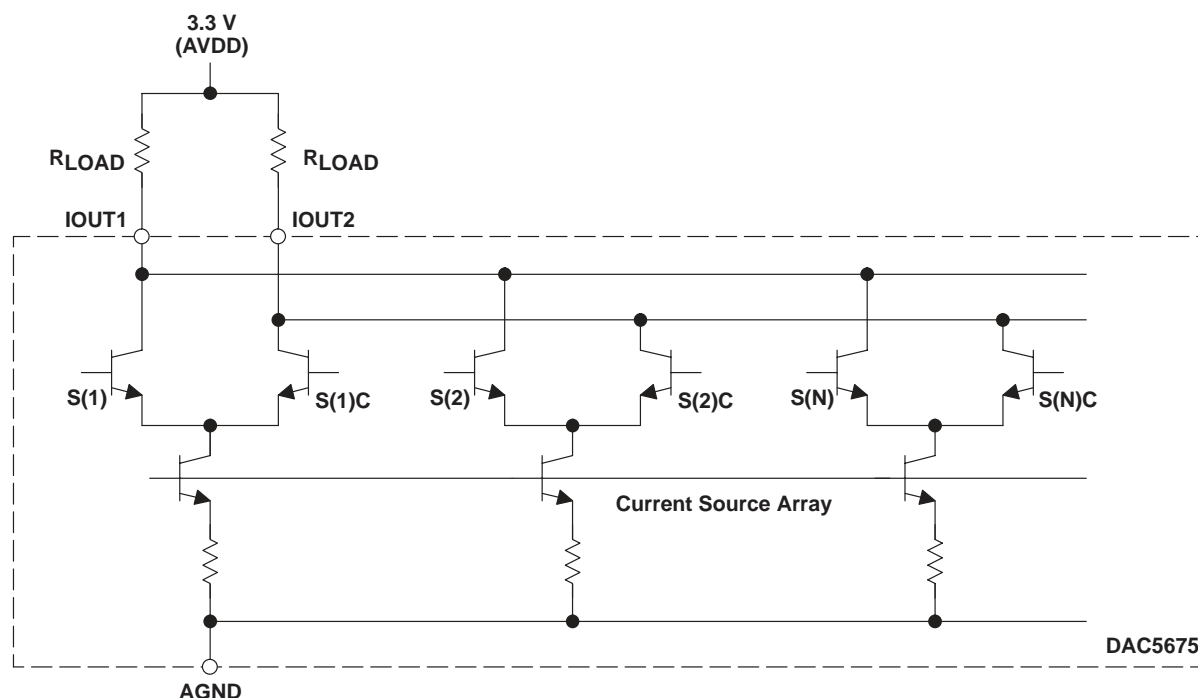 3.3 V
(AVDD)
RLOAD
RLOAD
IOUT1
IOUT2
S(1)
S(1)C
S(2)
S(2)C
S(N)
S(N)C
Current Source Array
DAC5675
AGND